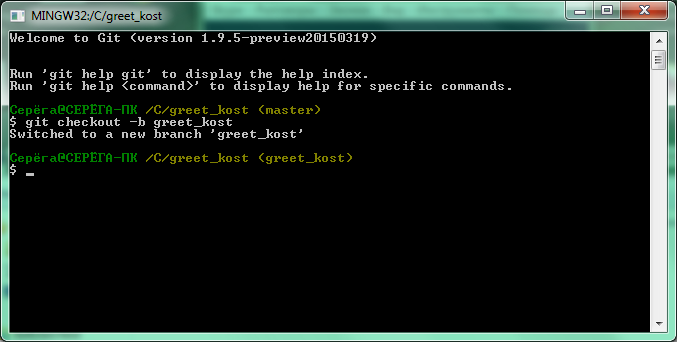 MINGW32:/C/greet_kost
Welcome to Git (version 1.9.5-preview20150319)
Run 'git help git' to display the help index.
Run 'git help <command>' to display help for specific commands.
Серёга@СЕРЁГА-ПК /C/greet_kost (master)
$ git checkout -b greet_kost
Switched to a new branch 'greet_kost'
Серёга@СЕРЁГА-ПК /C/greet_kost (greet_kost)
$ _